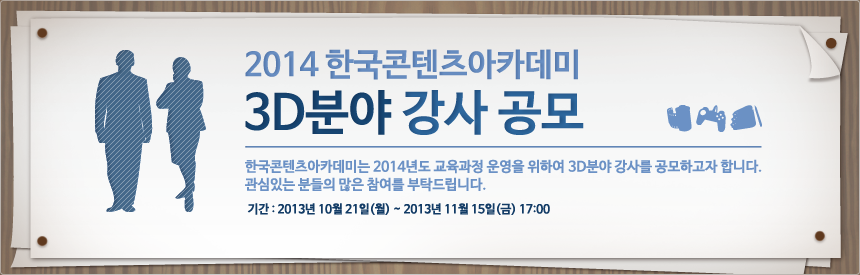 2014 한국콘텐츠아카데미
3D분야 강사 공모
한국콘텐츠아카데미는 2014년도 교육과정 운영을 위하여 3D분야 강사를 공모하고자 합니다.
관심있는 분들의 많은 참여를 부탁드립니다.
기간 : 2013년 10월 21일(월) ~ 2013년 11월 15일(금) 17:00